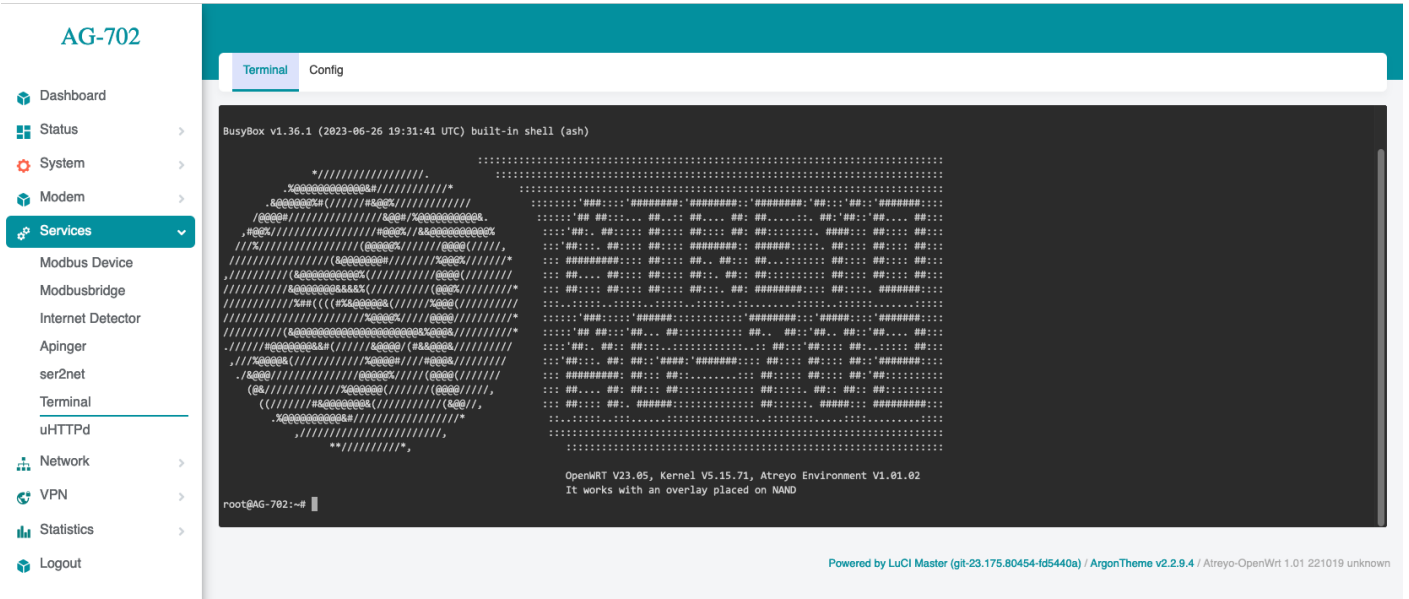 AG-702
Dashboard
Status
System
Modem
Services
Modbus Device
Modbusbridge
Internet Detector
Apinger
ser2net
Terminal
uHTTPd
Network
VPN
Statistics
Logout
Terminal
Config
BusyBox v1.36.1 (2023-06-26 19:31:41 UTC) built-in shell (ash)
OpenWRT V23.05, Kernel V5.15.71, Atreyo Environment V1.01.02
It works with an overlay placed on NAND
root@AG-702:~#
Powered by LuCI Master (git-23.175.80454-fd5440a) / ArgonTheme v2.2.9.4 / Atreyo-OpenWrt 1.01 221019 unknown